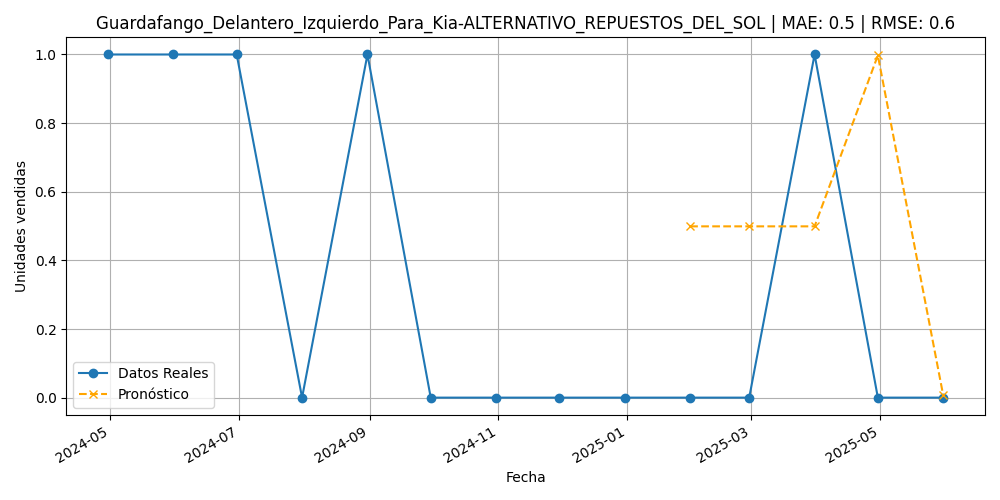 Guardafango_Delantero_Izquierdo_Para_Kia-ALTERNATIVO_REPUESTOS_DEL_SOL | MAE: 0.5 | RMSE: 0.6
Unidades vendidas
1.0
0.8
0.6
0.4
0.2
0.0
Datos Reales
Pronóstico
2024-05
2024-07
2024-09
2024-11
2025-01
2025-03
2025-05
Fecha